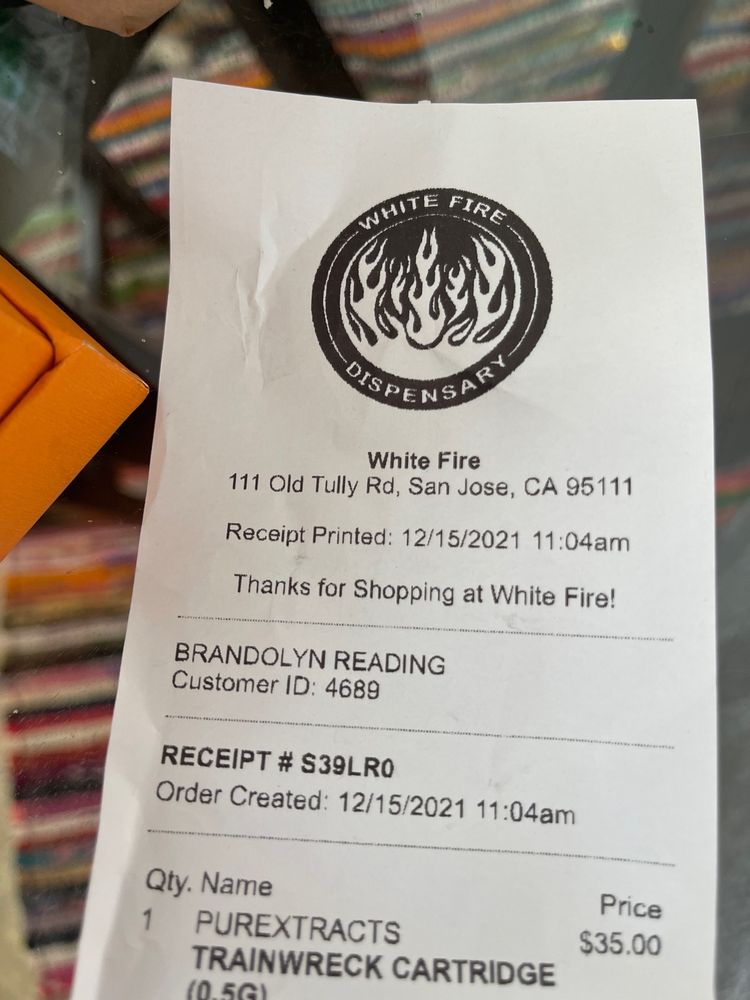 WHITE FIRE
DISPENSARY
White Fire
111 Old Tully Rd, San Jose, CA 95111
Receipt Printed: 12/15/2021 11:04am
Thanks for Shopping at White Fire!
BRANDOLYN READING
Customer ID: 4689
RECEIPT # S39LR0
Order Created: 12/15/2021 11:04am
Qty. Name Price
1 PUREXTRACTS $35.00
TRAINWRECK CARTRIDGE
(0.5G)